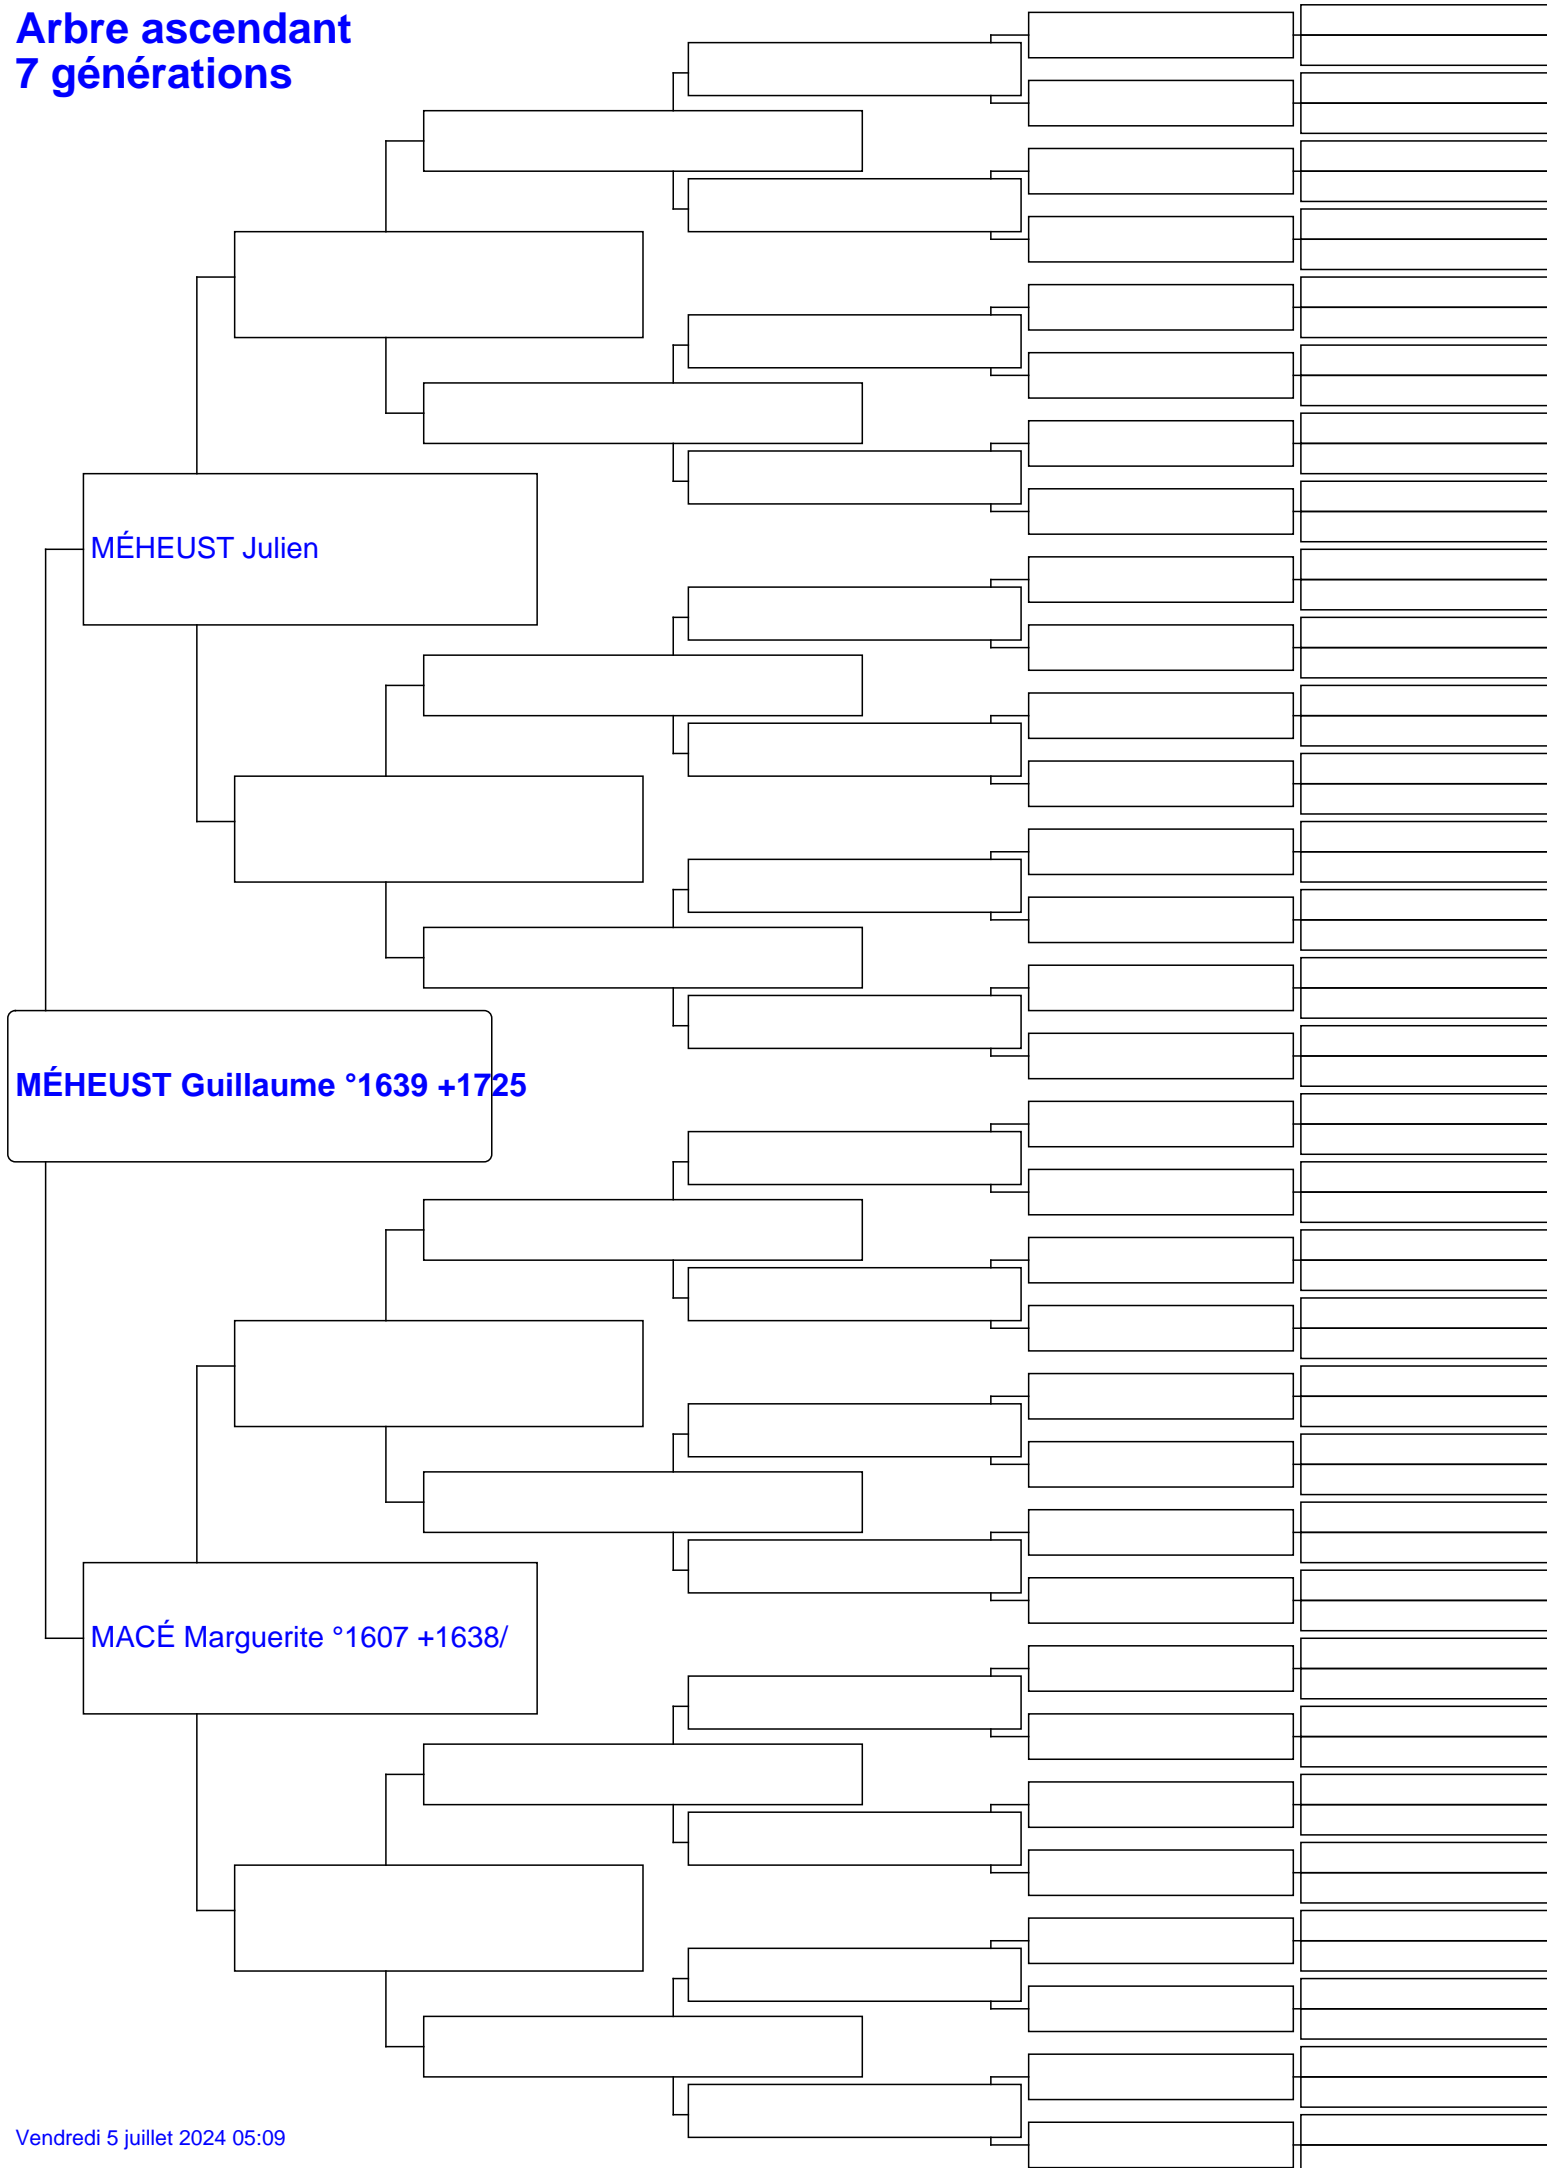 Arbre ascendant
7 générations
MÉHEUST Julien
MÉHEUST Guillaume °1639 +1725
MACÉ Marguerite °1607 +1638/
Vendredi 5 juillet 2024 05:09